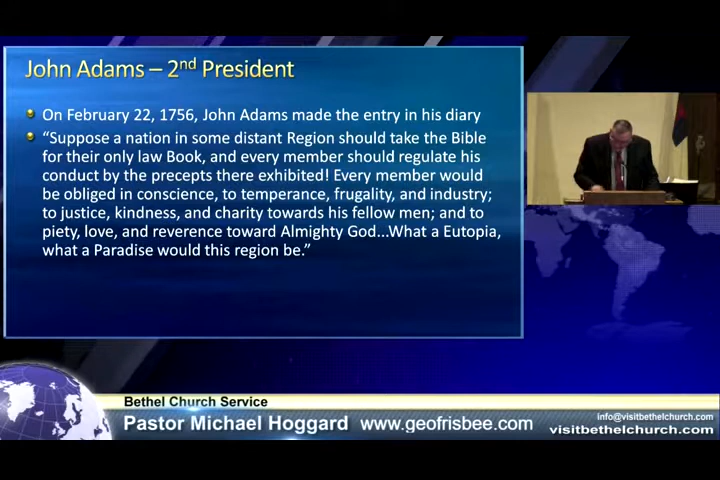 John Adams – 2nd President
On February 22, 1756, John Adams made the entry in his diary
“Suppose a nation in some distant Region should take the Bible
for their only law Book, and every member should regulate his
conduct by the precepts there exhibited! Every member would
be obliged in conscience, to temperance, frugality, and industry;
to justice, kindness, and charity towards his fellow men; and to
piety, love, and reverence toward Almighty God...What a Eutopia,
what a Paradise would this region be.”
Bethel Church Service
Pastor Michael Hoggard www.geofrisbee.com
info@visitbethelchurch.com
visitbethelchurch.com